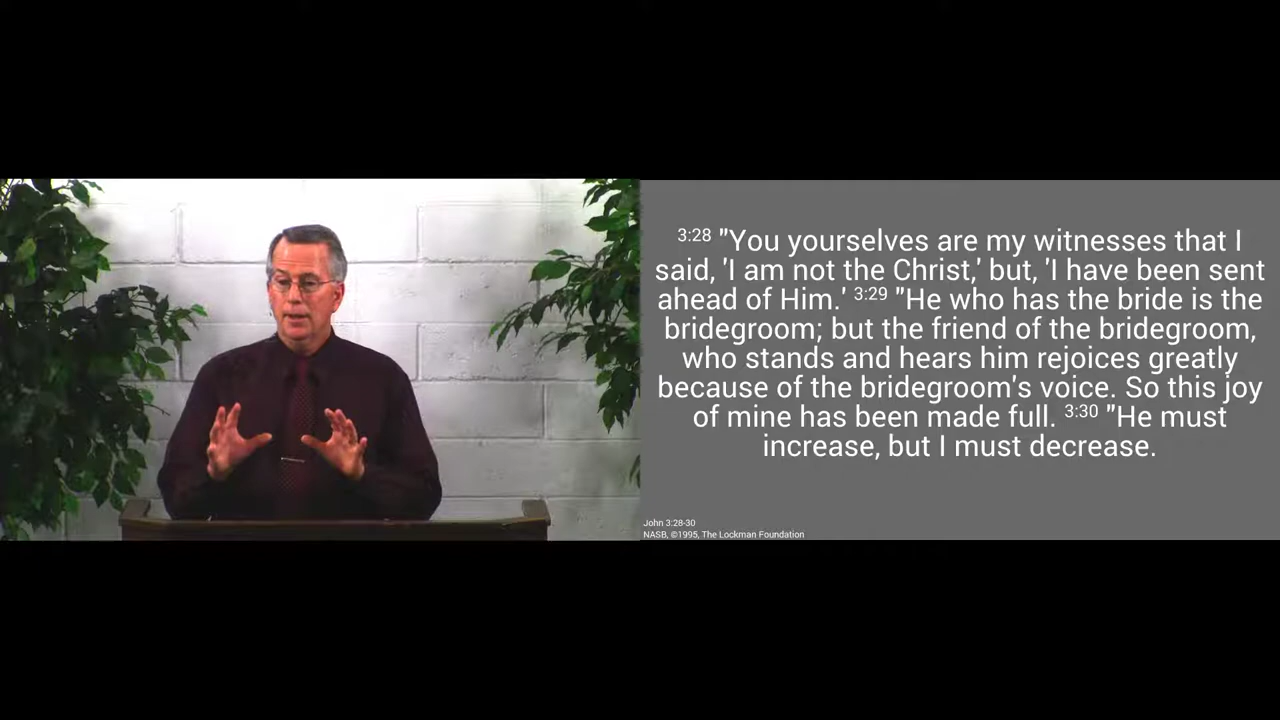 3:28 "You yourselves are my witnesses that I
said, 'I am not the Christ,' but, 'I have been sent
ahead of Him.' 3:29 "He who has the bride is the
bridegroom; but the friend of the bridegroom,
who stands and hears him rejoices greatly
because of the bridegroom's voice. So this joy
of mine has been made full. 3:30 "He must
increase, but I must decrease.
John 3:28-30
NASB, ©1995, The Lockman Foundation